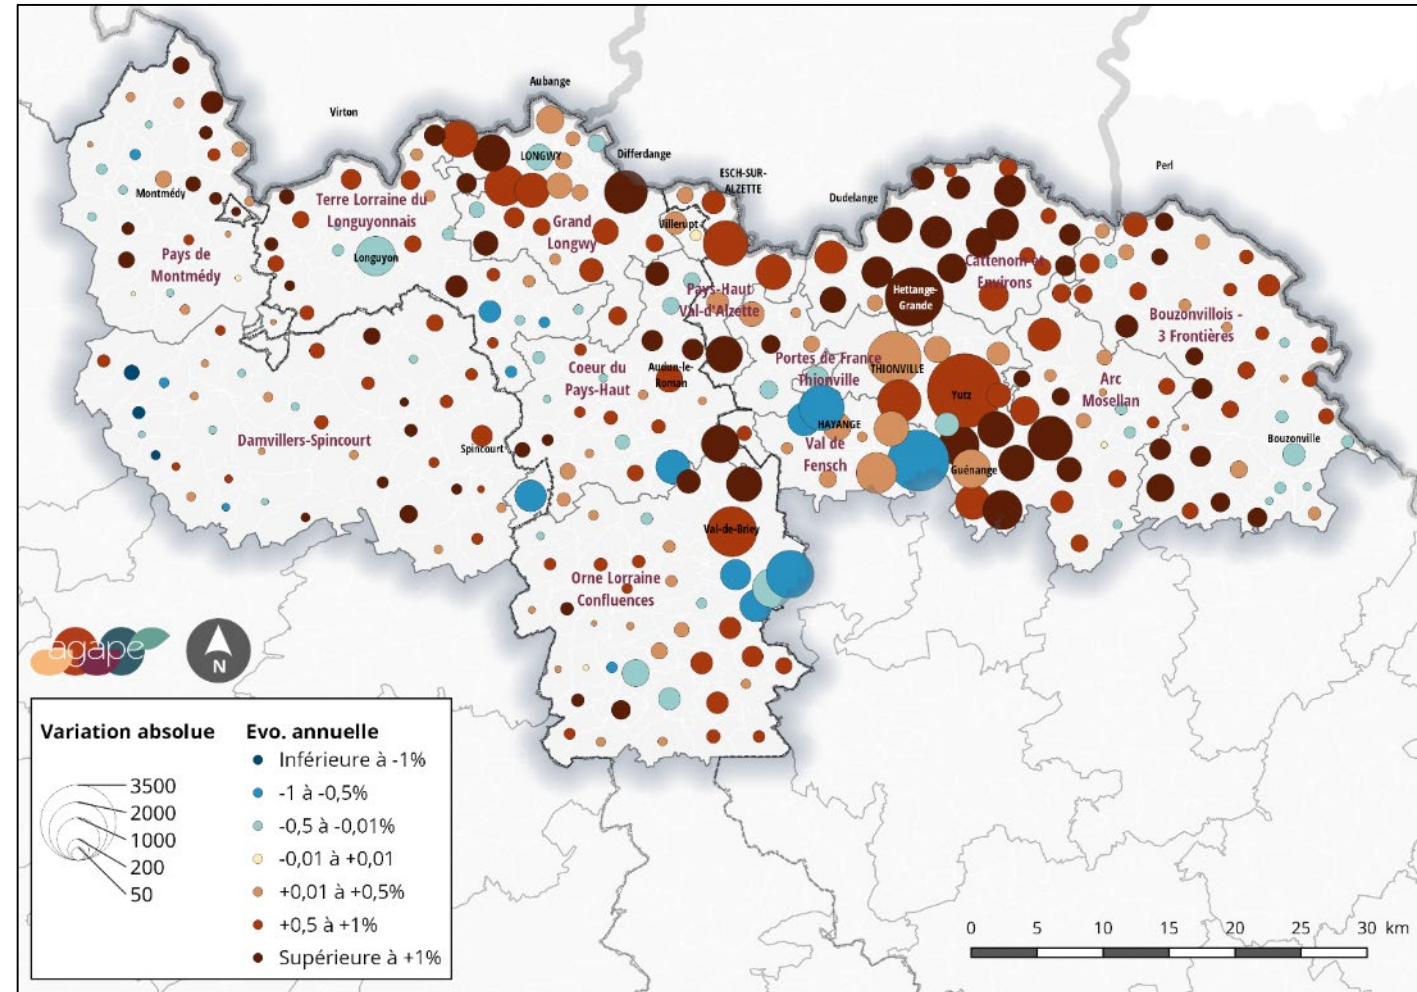 Aubange
Virton
LONGWY
Differdange
ESCH-SUR-
ALZETTE
Perl
Dudelange
Montmédy
Terre Lorraine du
Longuyonnais
Grand
Longwy
Villerupt
Pays de
Montmédy
Longuyon
Cattenom et
Environs
Hettange-
Grande
Pays-Haut
Val-d'Alzette
Bouzonvillois -
3 Frontières
Coeur du
Pays-Haut
Audun-le-
Roman
Portes de France
Thionville
THIONVILLE
Yutz
Arc
Mosellan
Damvillers-Spincourt
Spincourt
HAYANGE
Val de
Fensch
Guénange
Bouzonville
Val-de-Briey
Orne Lorraine
Confluences
agape
N
Variation absolue
3500
2000
1000
200
50
Evo. annuelle
Inférieure à -1%
-1 à -0,5%
-0,5 à -0,01%
-0,01 à +0,01
+0,01 à +0,5%
+0,5 à +1%
Supérieure à +1%
0 5 10 15 20 25 30 km